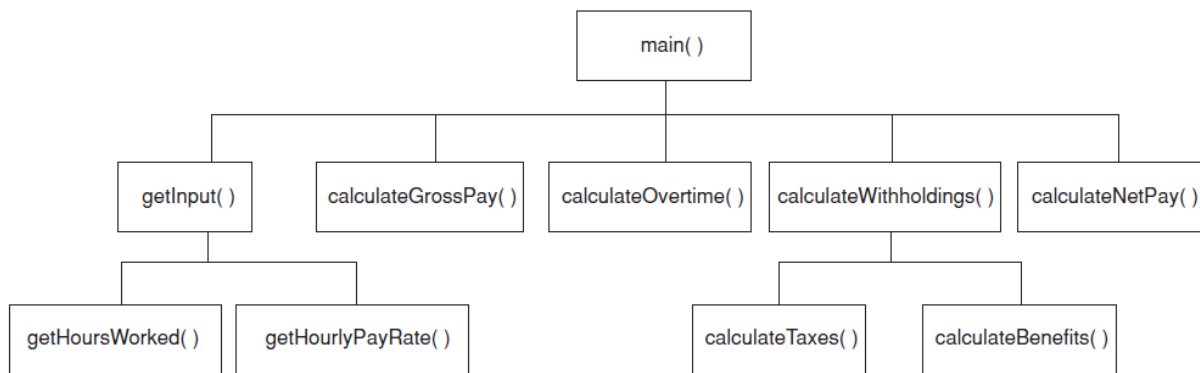 main( )
getInput( )
calculateGrossPay( )
calculateOvertime( )
calculateWithholdings( )
calculateNetPay( )
getHoursWorked( )
getHourlyPayRate( )
calculateTaxes( )
calculateBenefits( )